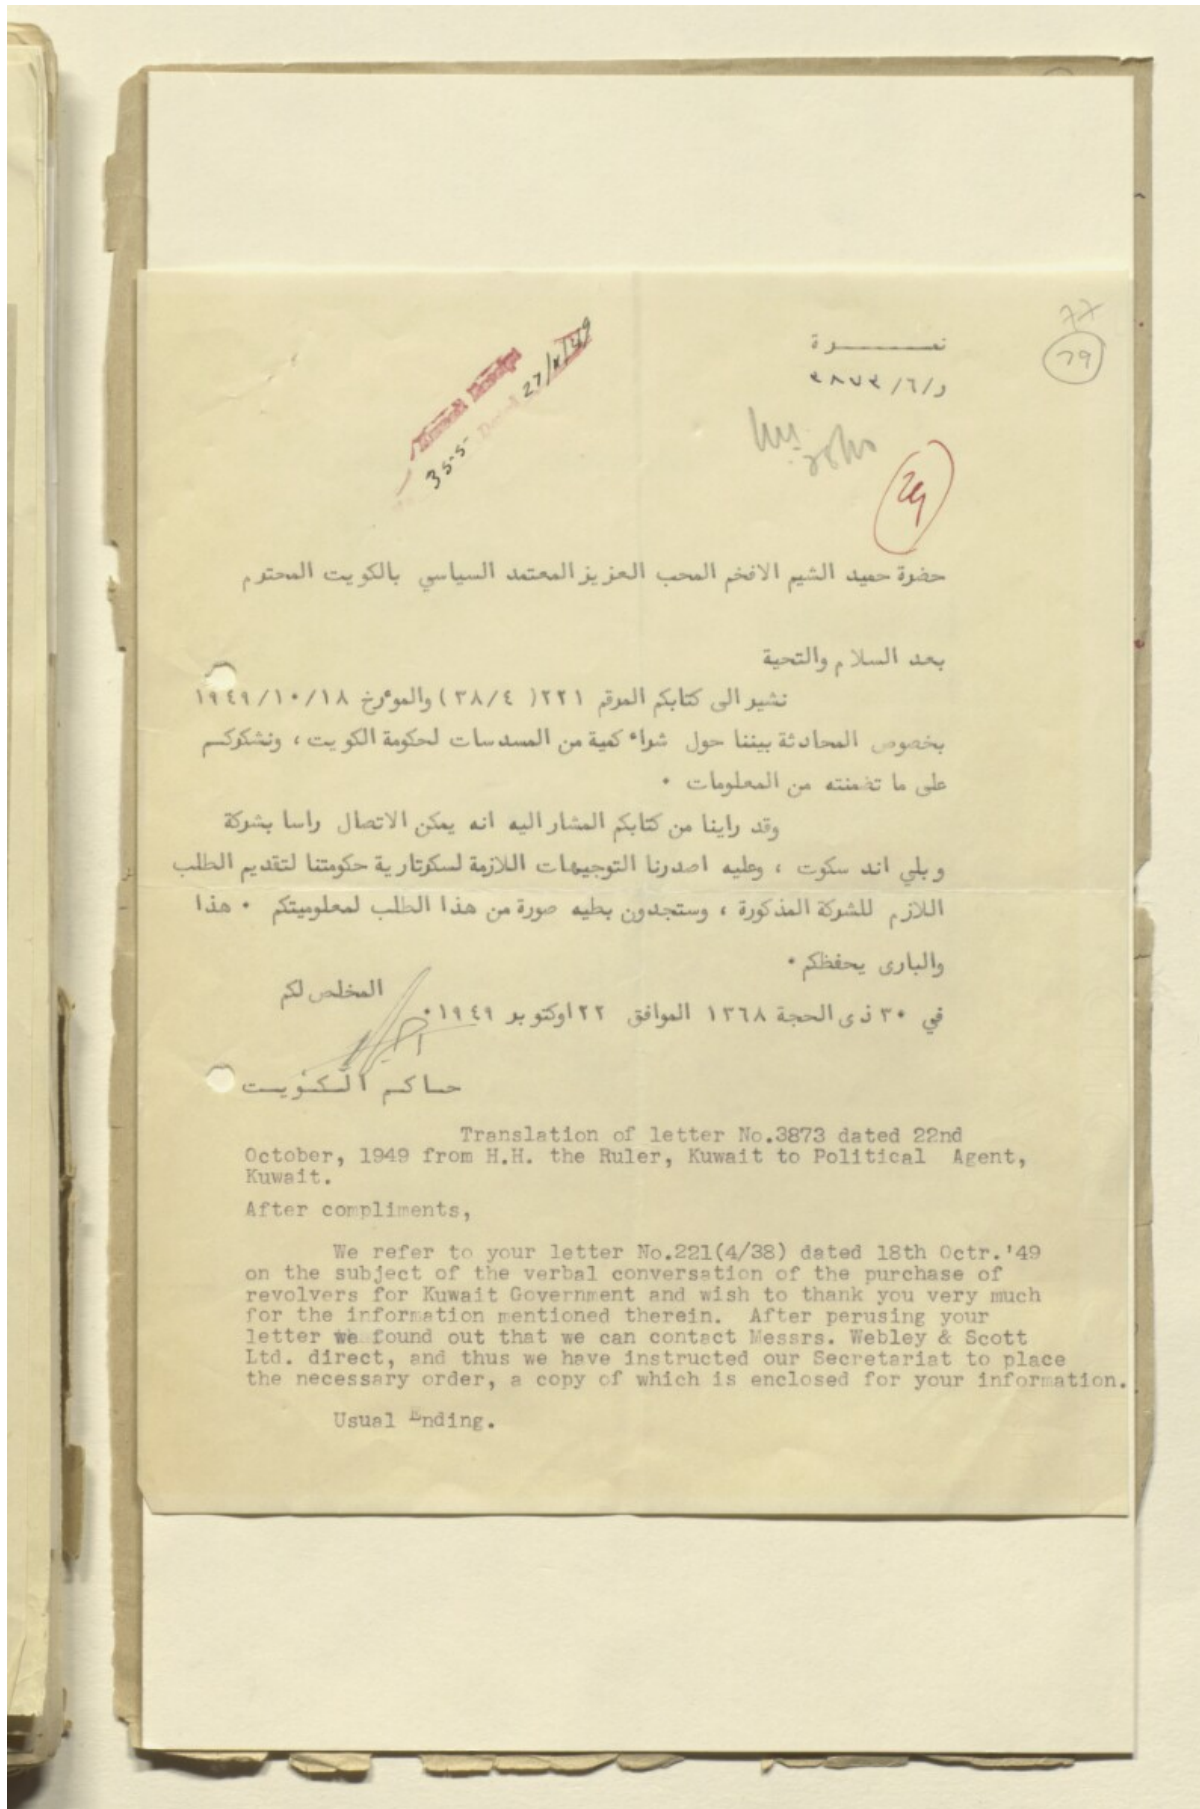 77
79
نمـــــرة
د/٦/٣٨٧٣
27/X/49
355
29
حضرة حميد الشيم الافخم المحب العزيز المعتمد السياسي بالكويت المحترم
بعد السلام والتحية
نشير الى كتابكم المرقم ٢٢١ (٣٨/٤) والمؤرخ ١٩٤٩/١٠/١٨
بخصوص المحادثة بيننا حول شراء كمية من المسدسات لحكومة الكويت ، ونشكركم
على ما تضمنته من المعلومات ٠
وقد راينا من كتابكم المشار اليه انه يمكن الاتصال راسا بشركة
وبلي اند سكوت ، وعليه اصدرنا التوجيهات اللازمة لسكرتارية حكومتنا لتقديم الطلب
اللازم للشركة المذكورة ، وستجدون بطيه صورة من هذا الطلب لمعلوميتكم ٠ هذا
والبارى يحفظكم ٠
المخلص لكم
في ٣٠ ذى الحجة ١٣٦٨ الموافق ٢٢ اوكتوبر ١٩٤٩٠
حـاكـم الـكـويـت
Translation of letter No.3873 dated 22nd
October, 1949 from H.H. the Ruler, Kuwait to Political Agent,
Kuwait.
After compliments,
We refer to your letter No.221(4/38) dated 18th Octr.'49
on the subject of the verbal conversation of the purchase of
revolvers for Kuwait Government and wish to thank you very much
for the information mentioned therein. After perusing your
letter we found out that we can contact Messrs. Webley & Scott
Ltd. direct, and thus we have instructed our Secretariat to place
the necessary order, a copy of which is enclosed for your information.
Usual Ending.